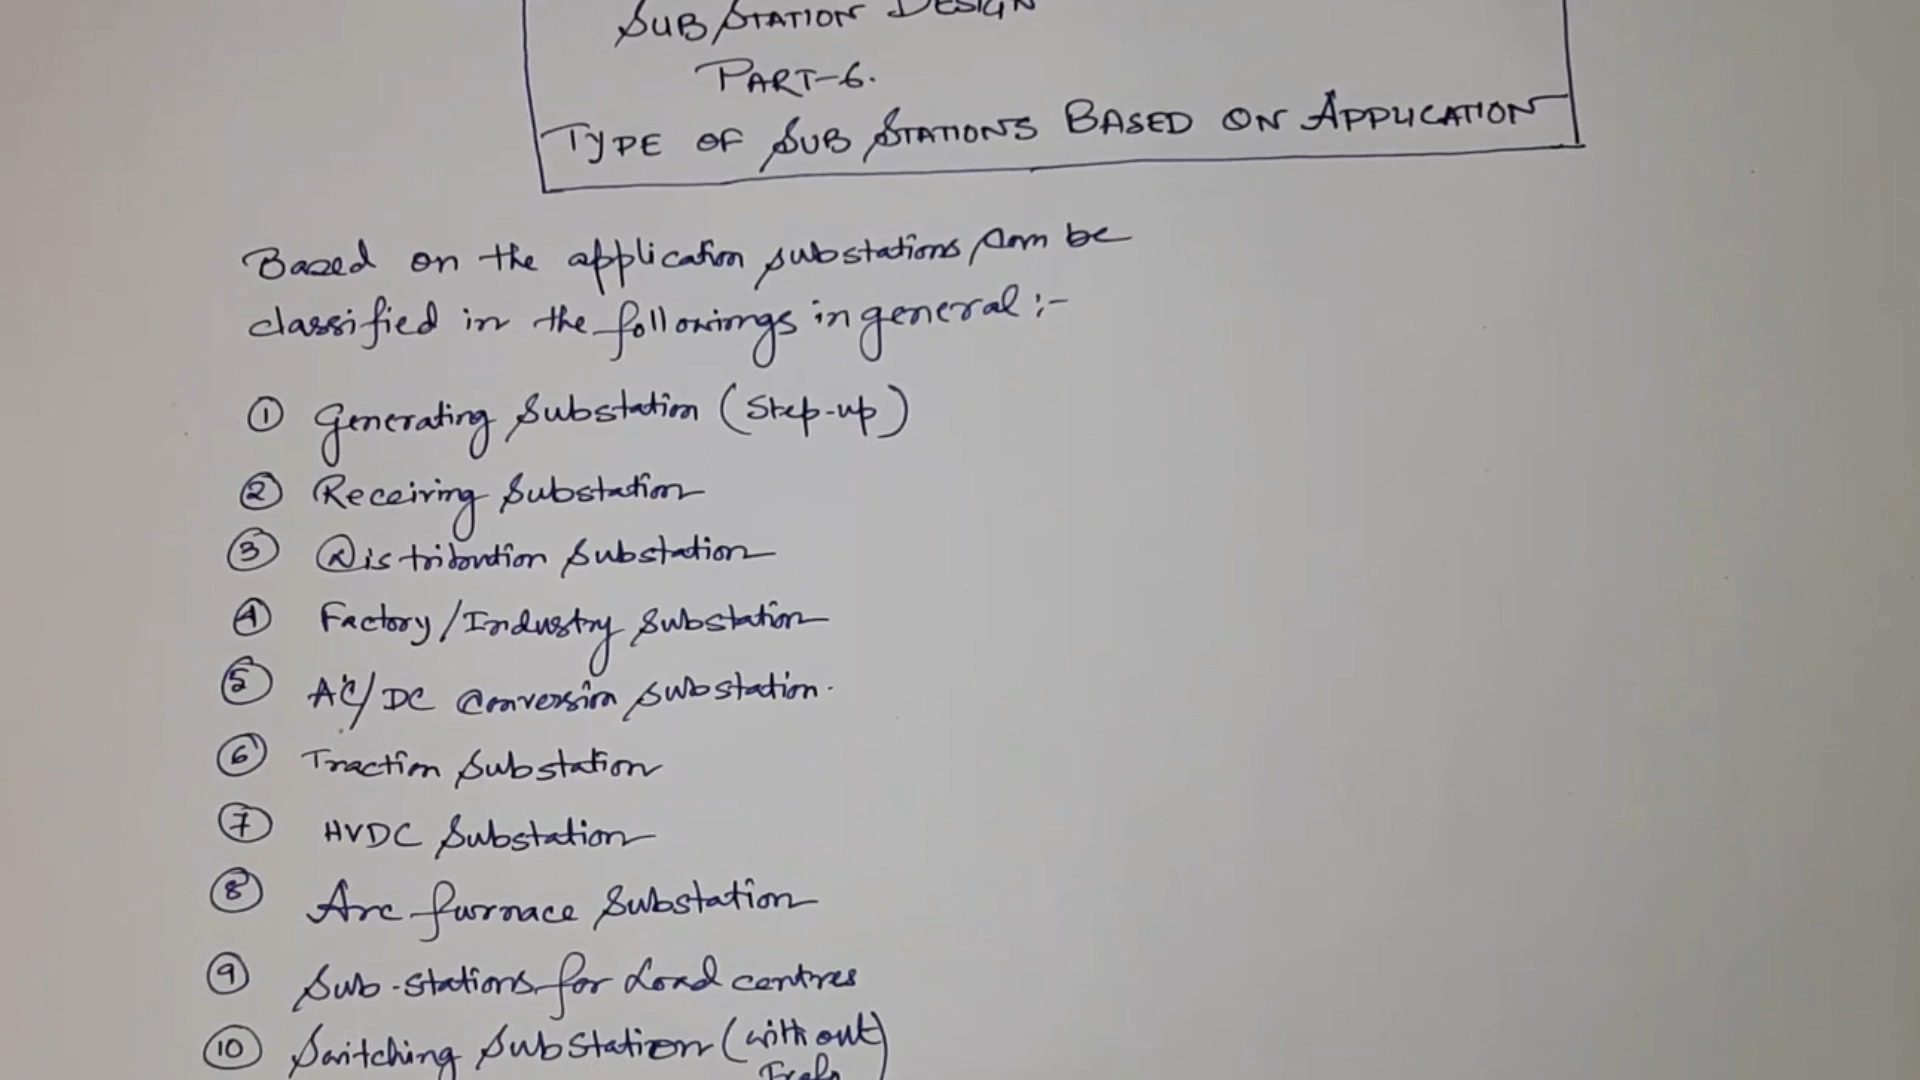 SUB STATION DESIGN
PART-6.
TYPE OF SUB STATIONS BASED ON APPLICATION
Based on the application substations can be
classified in the followings in general :-
① Generating Substation (Step-up)
② Receiving Substation
③ Distribution Substation
④ Factory/Industry Substation
⑤ AC/DC Conversion Substation.
⑥ Traction Substation
⑦ HVDC Substation
⑧ Arc furnace Substation
⑨ Sub-stations for Load centres
⑩ Switching Substation (without)